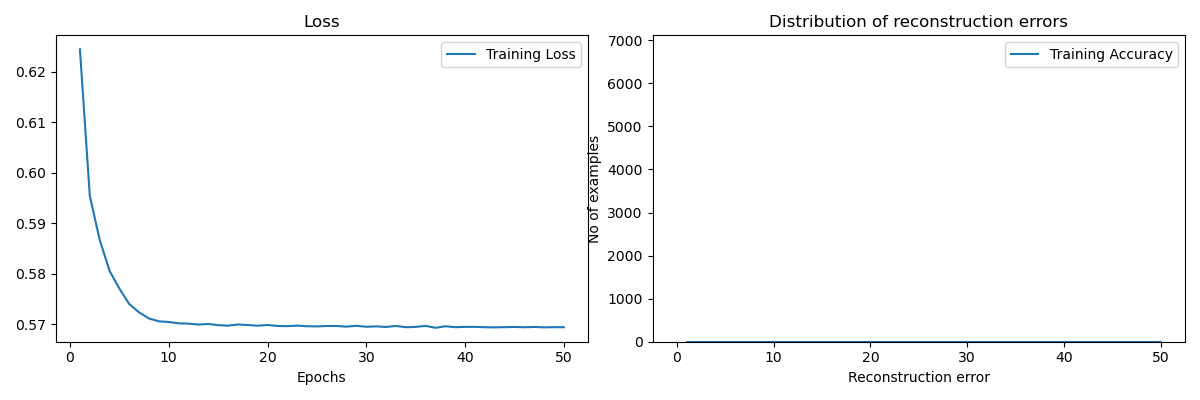 Loss
Training Loss
0.62
0.61
0.60
0.59
0.58
0.57
0 10 20 30 40 50
Epochs
Distribution of reconstruction errors
Training Accuracy
No of examples
7000
6000
5000
4000
3000
2000
1000
0
0 10 20 30 40 50
Reconstruction error